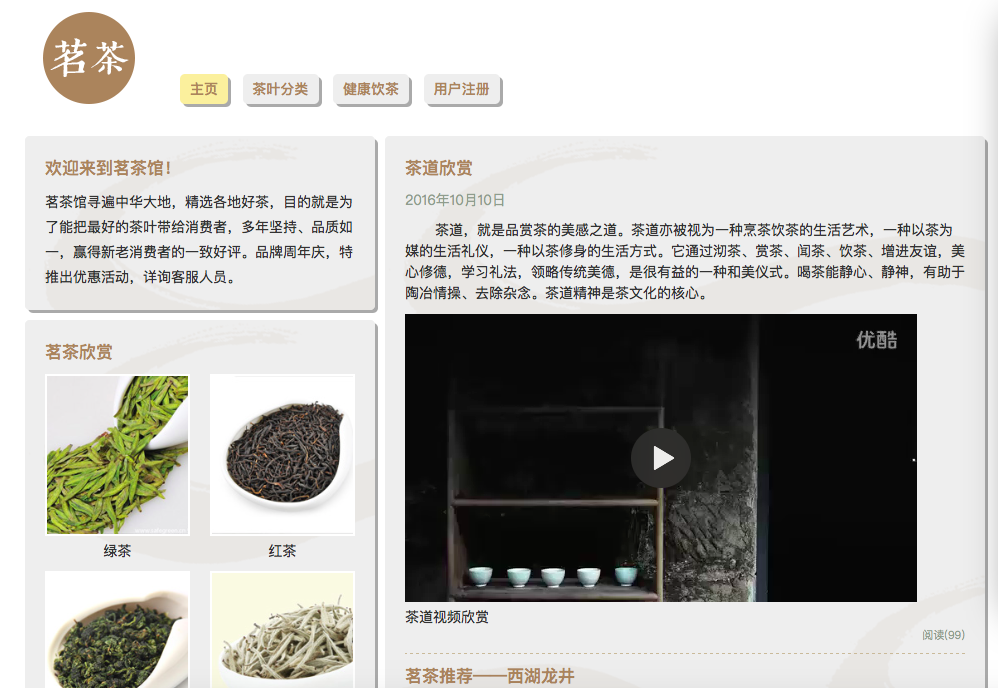 茗茶
主页
茶叶分类
健康饮茶
用户注册
欢迎来到茗茶馆！
茗茶馆寻遍中华大地，精选各地好茶，目的就是为
了能把最好的茶叶带给消费者，多年坚持、品质如
一，赢得新老消费者的一致好评。品牌周年庆，特
推出优惠活动，详询客服人员。
茗茶欣赏
绿茶
红茶
茶道欣赏
2016年10月10日
茶道，就是品赏茶的美感之道。茶道亦被视为一种烹茶饮茶的生活艺术，一种以茶为
媒的生活礼仪，一种以茶修身的生活方式。它通过沏茶、赏茶、闻茶、饮茶、增进友谊，美
心修德，学习礼法，领略传统美德，是很有益的一种和美仪式。喝茶能静心、静神，有助于
陶冶情操、去除杂念。茶道精神是茶文化的核心。
优酷
茶道视频欣赏
阅读(99)
茗茶推荐——西湖龙井